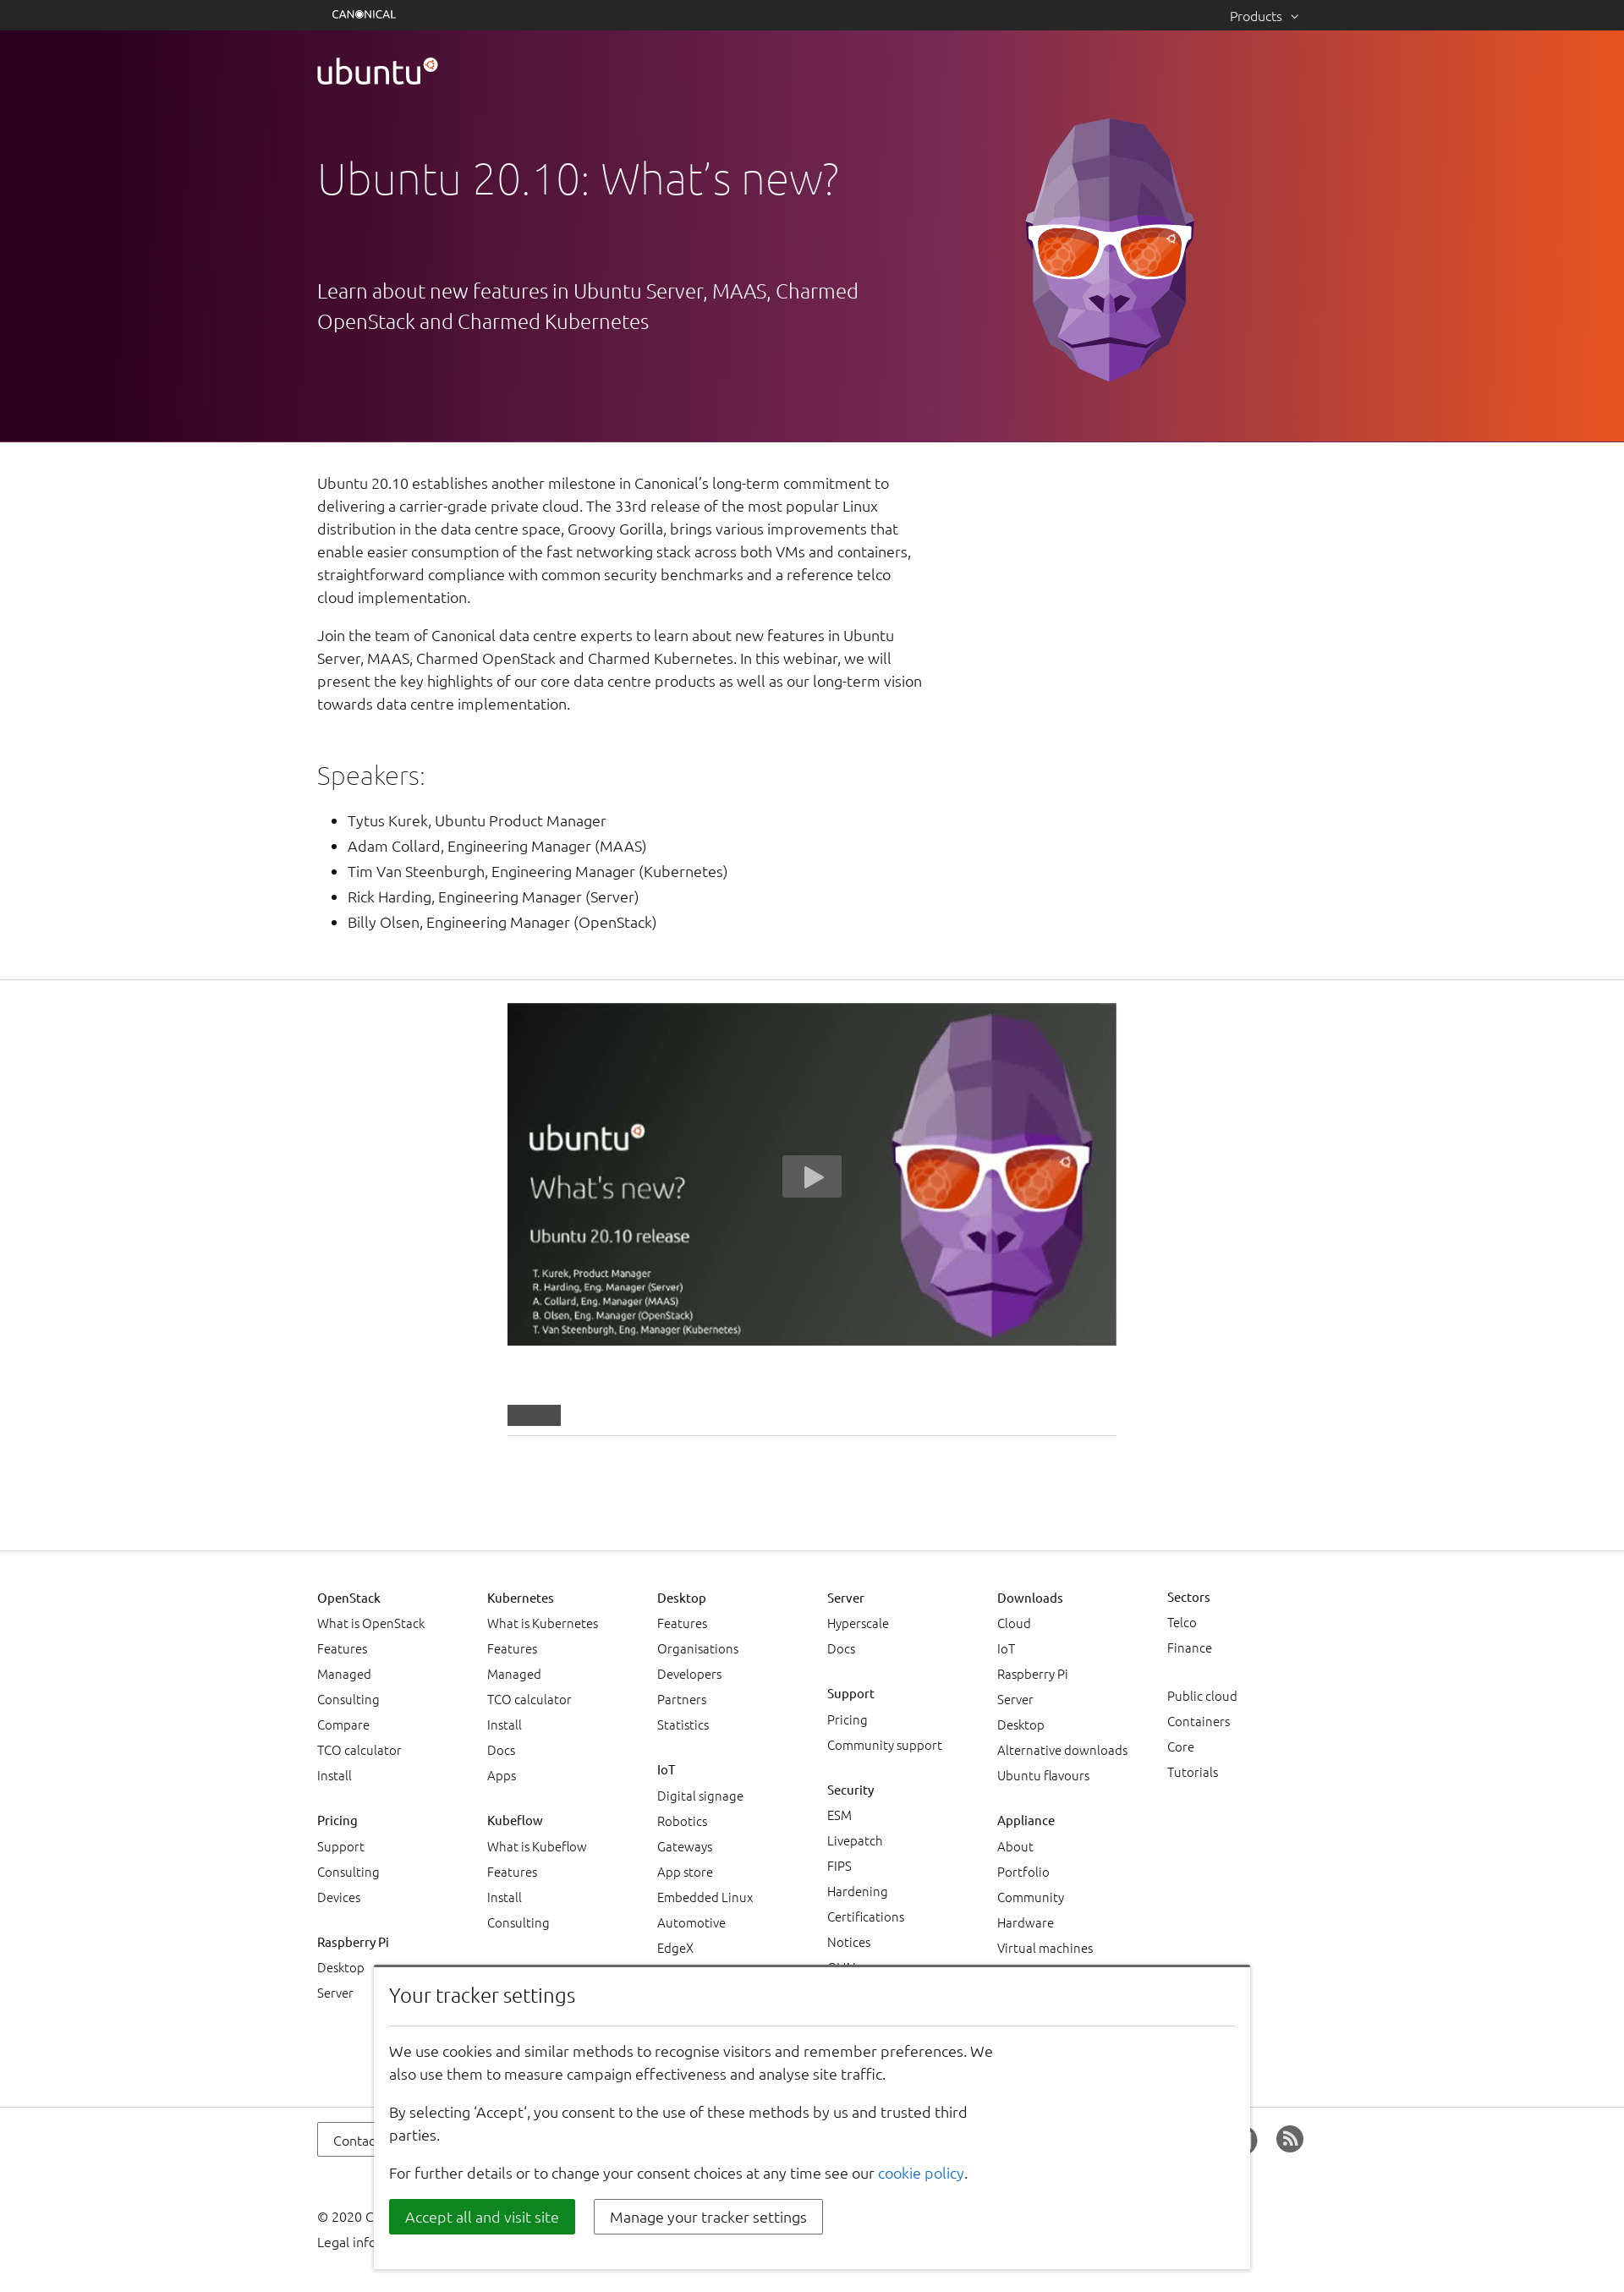 CANONICAL
Products
ubuntu
Ubuntu 20.10: What’s new?
Learn about new features in Ubuntu Server, MAAS, Charmed
OpenStack and Charmed Kubernetes
Ubuntu 20.10 establishes another milestone in Canonical’s long-term commitment to
delivering a carrier-grade private cloud. The 33rd release of the most popular Linux
distribution in the data centre space, Groovy Gorilla, brings various improvements that
enable easier consumption of the fast networking stack across both VMs and containers,
straightforward compliance with common security benchmarks and a reference telco
cloud implementation.
Join the team of Canonical data centre experts to learn about new features in Ubuntu
Server, MAAS, Charmed OpenStack and Charmed Kubernetes. In this webinar, we will
present the key highlights of our core data centre products as well as our long-term vision
towards data centre implementation.
Speakers:
Tytus Kurek, Ubuntu Product Manager
Adam Collard, Engineering Manager (MAAS)
Tim Van Steenburgh, Engineering Manager (Kubernetes)
Rick Harding, Engineering Manager (Server)
Billy Olsen, Engineering Manager (OpenStack)
ubuntu
What's new?
Ubuntu 20.10 release
T. Kurek, Product Manager
R. Harding, Eng. Manager (Server)
A. Collard, Eng. Manager (MAAS)
B. Olsen, Eng. Manager (OpenStack)
T. Van Steenburgh, Eng. Manager (Kubernetes)
OpenStack
What is OpenStack
Features
Managed
Consulting
Compare
TCO calculator
Install
Pricing
Support
Consulting
Devices
Raspberry Pi
Desktop
Server
Kubernetes
What is Kubernetes
Features
Managed
TCO calculator
Install
Docs
Apps
Kubeflow
What is Kubeflow
Features
Install
Consulting
Desktop
Features
Organisations
Developers
Partners
Statistics
IoT
Digital signage
Robotics
Gateways
App store
Embedded Linux
Automotive
EdgeX
Server
Hyperscale
Docs
Support
Pricing
Community support
Security
ESM
Livepatch
FIPS
Hardening
Certifications
Notices
Downloads
Cloud
IoT
Raspberry Pi
Server
Desktop
Alternative downloads
Ubuntu flavours
Appliance
About
Portfolio
Community
Hardware
Virtual machines
Sectors
Telco
Finance
Public cloud
Containers
Core
Tutorials
Your tracker settings
We use cookies and similar methods to recognise visitors and remember preferences. We
also use them to measure campaign effectiveness and analyse site traffic.
By selecting ‘Accept‘, you consent to the use of these methods by us and trusted third
parties.
For further details or to change your consent choices at any time see our cookie policy.
Accept all and visit site
Manage your tracker settings
Contac
© 2020 C
Legal info